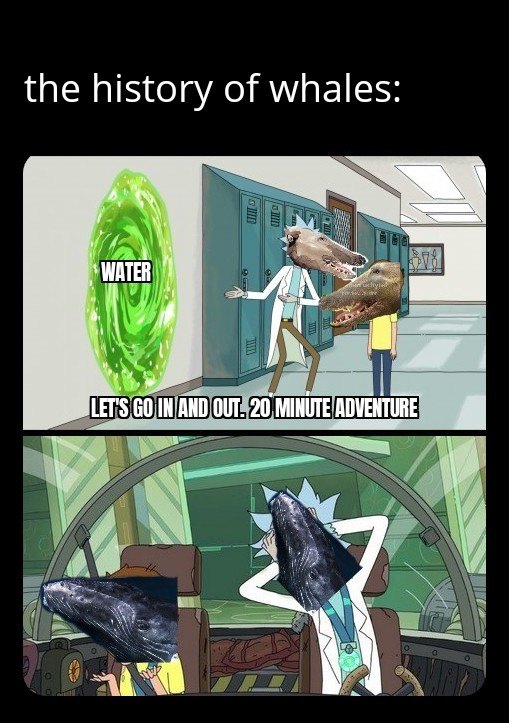 the history of whales:
WATER
LET'S GO IN AND OUT. 20 MINUTE ADVENTURE